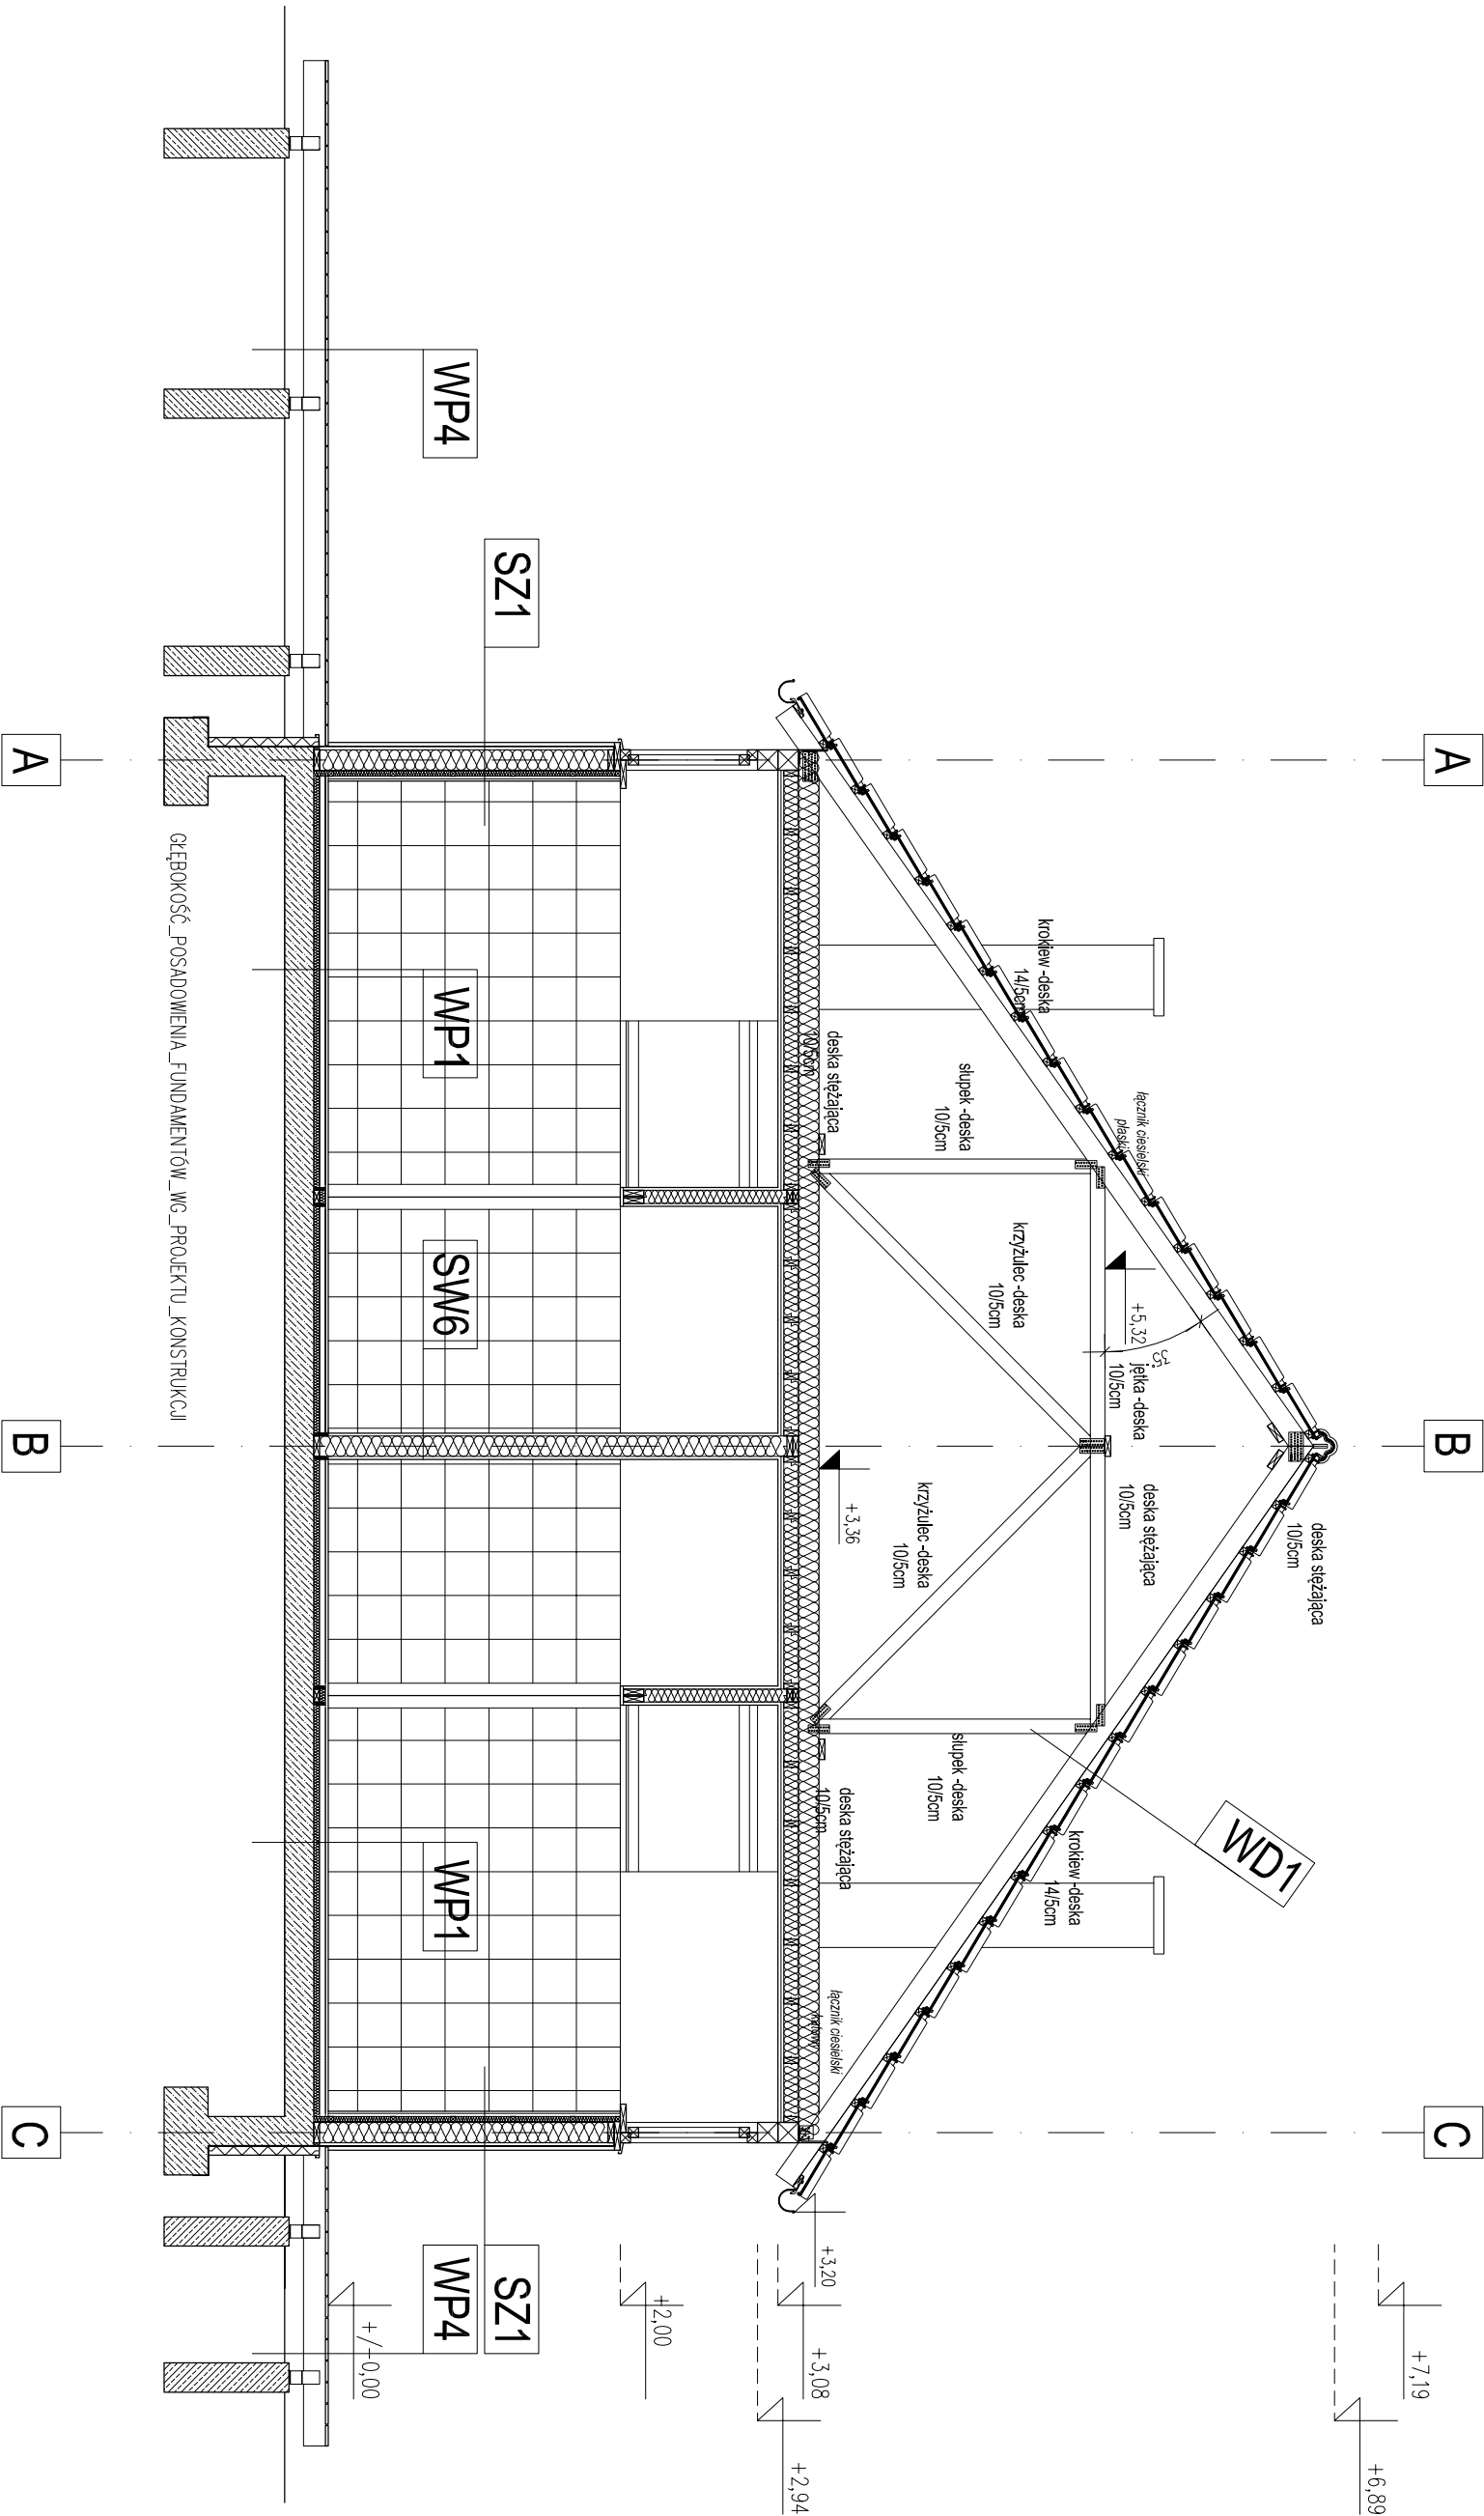 A
B
C
+7,19
+6,89
deska stężająca
10/5cm
WD1
łącznik ciesielski
płaski
35°
+5,32
jętka -deska
10/5cm
deska stężająca
10/5cm
krokiew -deska
14/5cm
krokiew -deska
14/5cm
krzyżulec -deska
10/5cm
słupek -deska
10/5cm
słupek -deska
10/5cm
krzyżulec -deska
10/5cm
+3,36
deska stężająca
10/5cm
deska stężająca
10/5cm
łącznik ciesielski
+3,20
+3,08
+2,94
+2,00
SZ1
SZ1
WP4
WP1
SW6
WP1
WP4
+/-0,00
GŁĘBOKOŚĆ_POSADOWIENIA_FUNDAMENTÓW_WG_PROJEKTU_KONSTRUKCJI
A
B
C